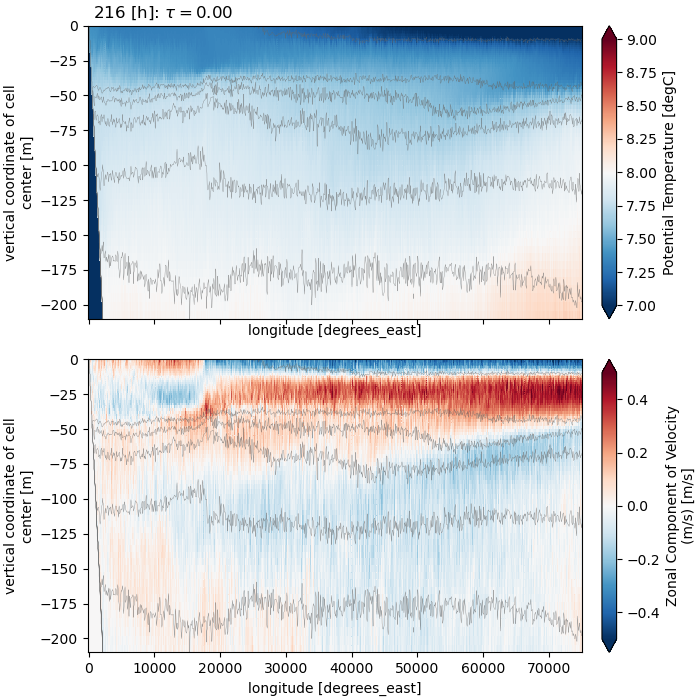 216 [h]: τ = 0.00
0
−25
−50
−75
−100
−125
−150
−175
−200
vertical coordinate of cell
center [m]
longitude [degrees_east]
9.00
8.75
8.50
8.25
8.00
7.75
7.50
7.25
7.00
Potential Temperature [degC]
0
−25
−50
−75
−100
−125
−150
−175
−200
vertical coordinate of cell
center [m]
0 10000 20000 30000 40000 50000 60000 70000
longitude [degrees_east]
0.4
0.2
0.0
−0.2
−0.4
Zonal Component of Velocity
(m/s) [m/s]